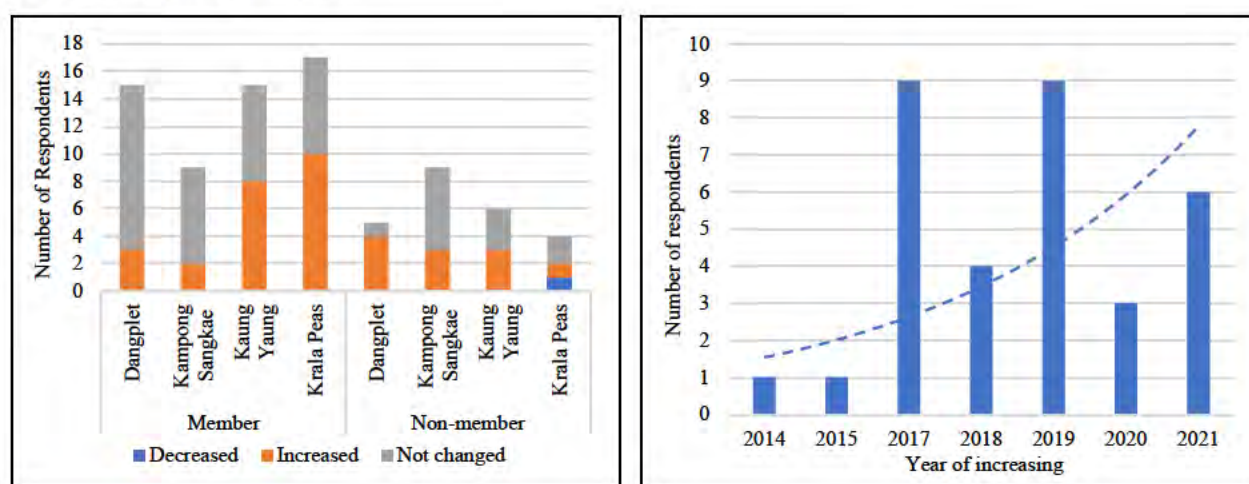 18
16
14
12
10
8
6
4
2
0
Number of Respondents
Dangplet
Kampong
Sangkae
Kaung
Yaung
Krala Peas
Dangplet
Kampong
Sangkae
Kaung
Yaung
Krala Peas
Member
Non-member
Decreased
Increased
Not changed
10
9
8
7
6
5
4
3
2
1
0
Number of respondents
2014
2015
2017
2018
2019
2020
2021
Year of increasing